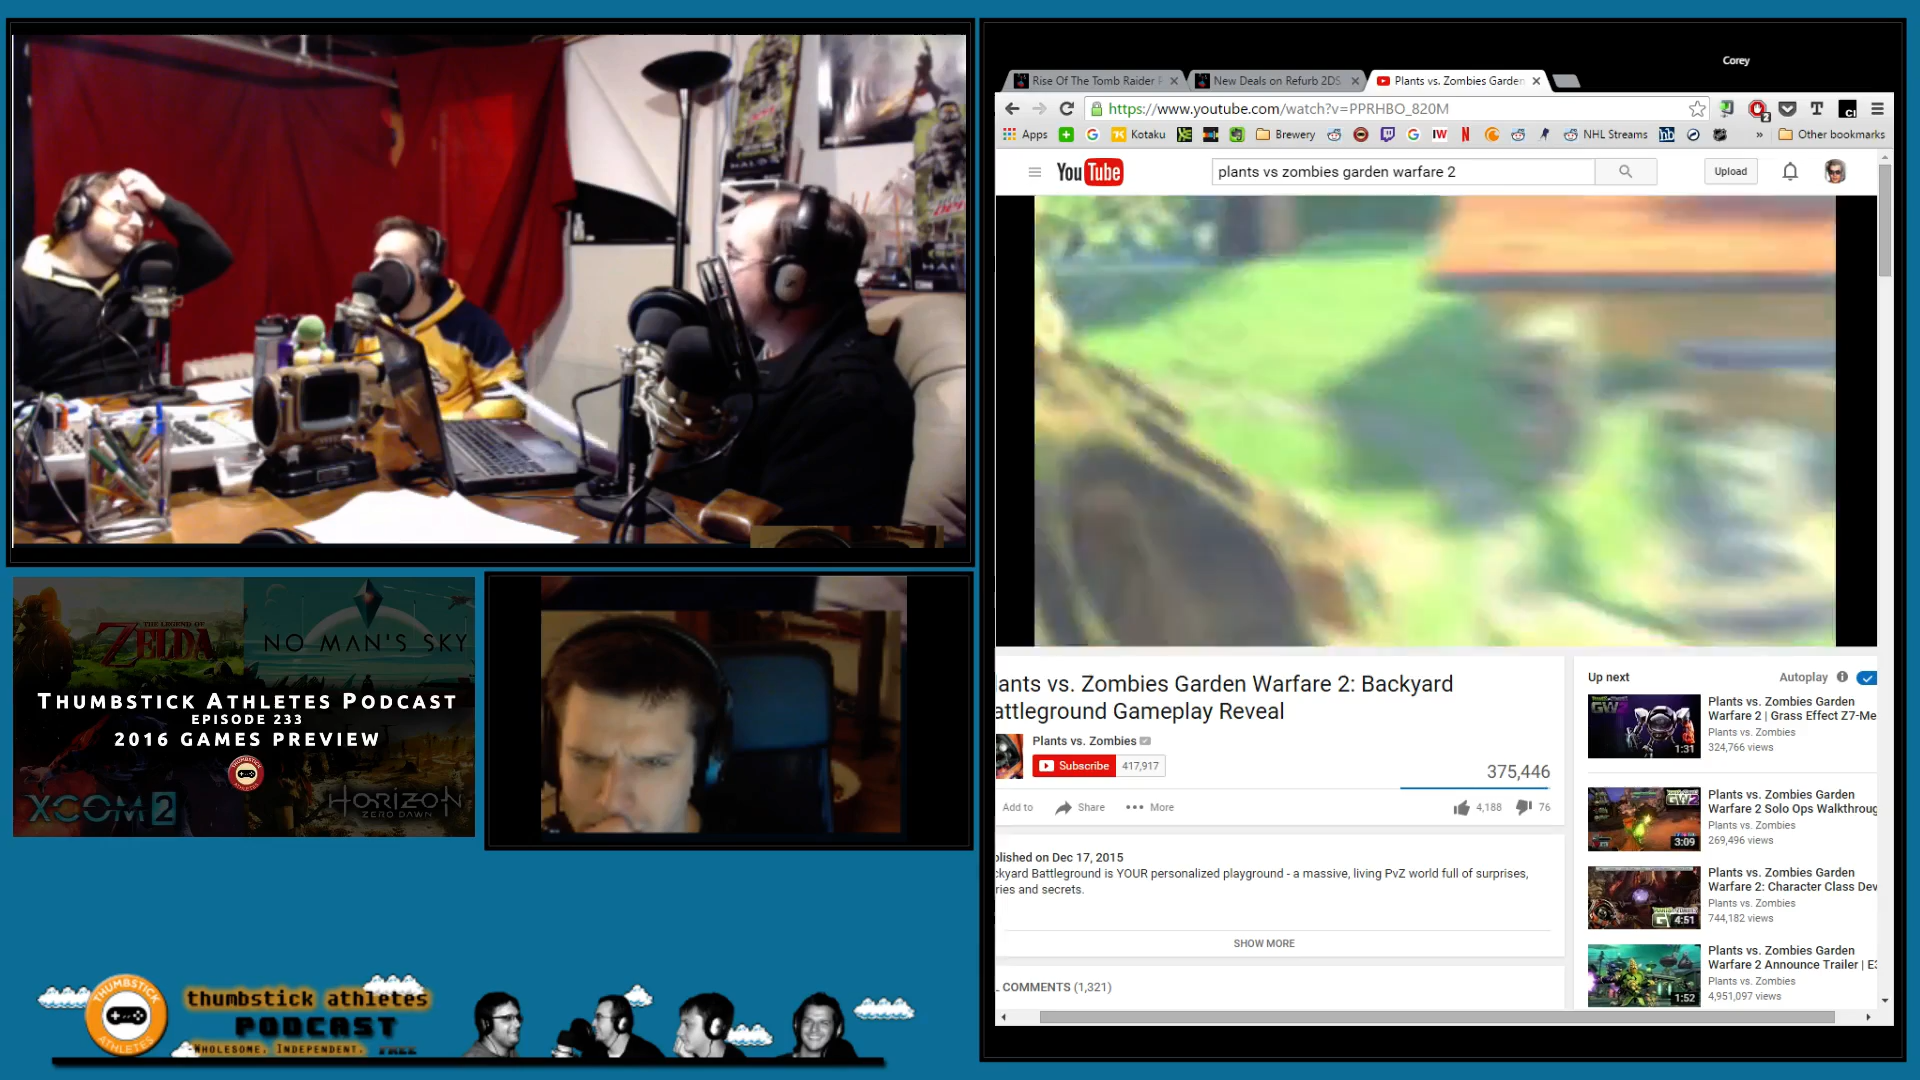 Corey
Rise Of The Tomb Raider
New Deals on Refurb 2DS
Plants vs. Zombies Garden
https://www.youtube.com/watch?v=PPRHBO_820M
Apps
Kotaku
Brewery
IW
NHL Streams
Other bookmarks
YouTube
plants vs zombies garden warfare 2
Upload
lants vs. Zombies Garden Warfare 2: Backyard
attleground Gameplay Reveal
Plants vs. Zombies
Subscribe 417,917
375,446
Add to Share More
4,188 76
blished on Dec 17, 2015
ckyard Battleground is YOUR personalized playground - a massive, living PvZ world full of surprises,
ries and secrets.
SHOW MORE
COMMENTS (1,321)
Up next
Autoplay
Plants vs. Zombies Garden
Warfare 2 | Grass Effect Z7-Me
Plants vs. Zombies
324,766 views
1:31
Plants vs. Zombies Garden
Warfare 2 Solo Ops Walkthroug
Plants vs. Zombies
269,496 views
3:09
Plants vs. Zombies Garden
Warfare 2: Character Class Dev
Plants vs. Zombies
744,182 views
4:51
Plants vs. Zombies Garden
Warfare 2 Announce Trailer | E3
Plants vs. Zombies
4,951,097 views
1:52
THE LEGEND OF
ZELDA
NO MAN'S SKY
THUMBSTICK ATHLETES PODCAST
EPISODE 233
2016 GAMES PREVIEW
XCOM 2
HORIZON
ZERO DAWN
THUMBSTICK
ATHLETES
thumbstick athletes
PODCAST
-WHOLESOME. INDEPENDENT. FREE